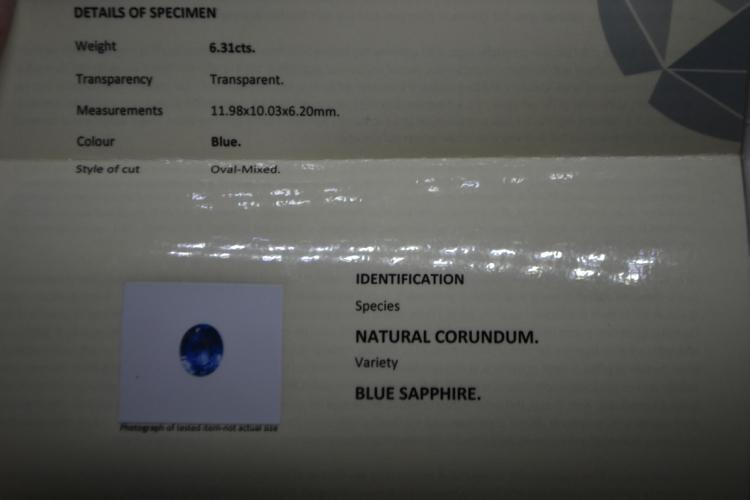 DETAILS OF SPECIMEN
Weight 6.31cts.
Transparency Transparent.
Measurements 11.98x10.03x6.20mm.
Colour Blue.
Style of cut Oval-Mixed.
IDENTIFICATION
Species
NATURAL CORUNDUM.
Variety
BLUE SAPPHIRE.
Photograph of tested item-not actual size